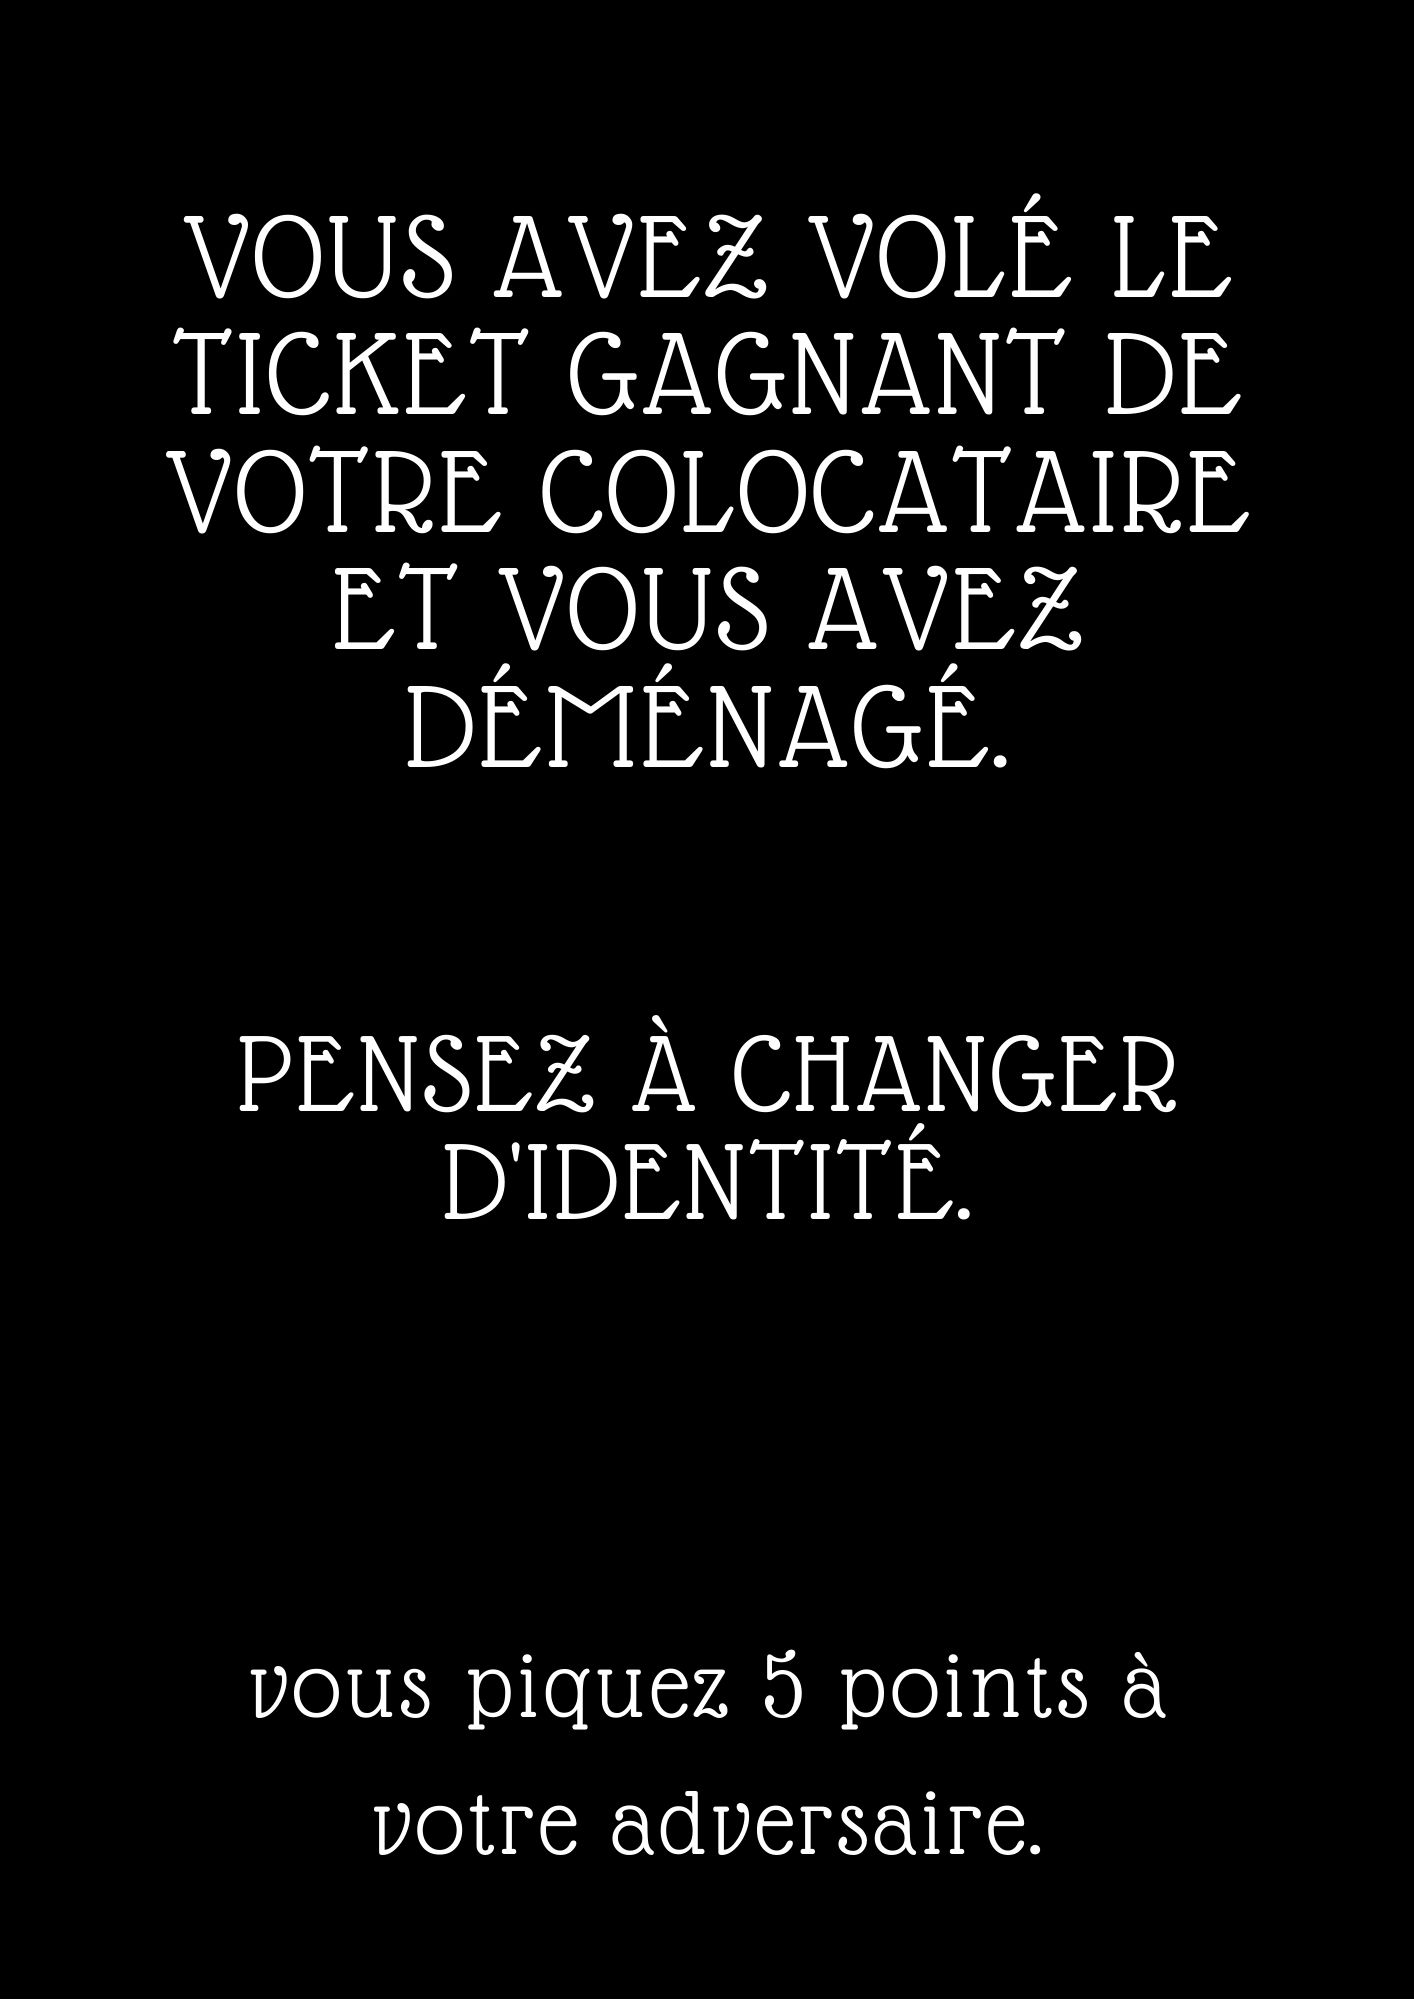 VOUS AVEZ VOLÉ LE
TICKET GAGNANT DE
VOTRE COLOCATAIRE
ET VOUS AVEZ
DÉMÉNAGÉ.
PENSEZ À CHANGER
D'IDENTITÉ.
vous piquez 5 points à
votre adversaire.